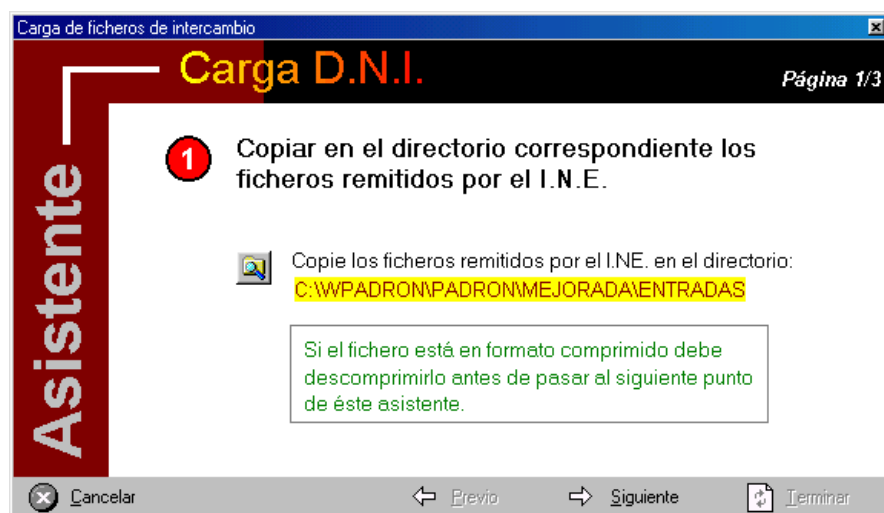 Carga de ficheros de intercambio
Carga D.N.I.
Página 1/3
Asistente
1
Copiar en el directorio correspondiente los
ficheros remitidos por el I.N.E.
Copie los ficheros remitidos por el I.NE. en el directorio:
C:\WPADRON\PADRON\MEJORADA\ENTRADAS
Si el fichero está en formato comprimido debe
descomprimirlo antes de pasar al siguiente punto
de éste asistente.
Cancelar
Previo
Siguiente
Terminar